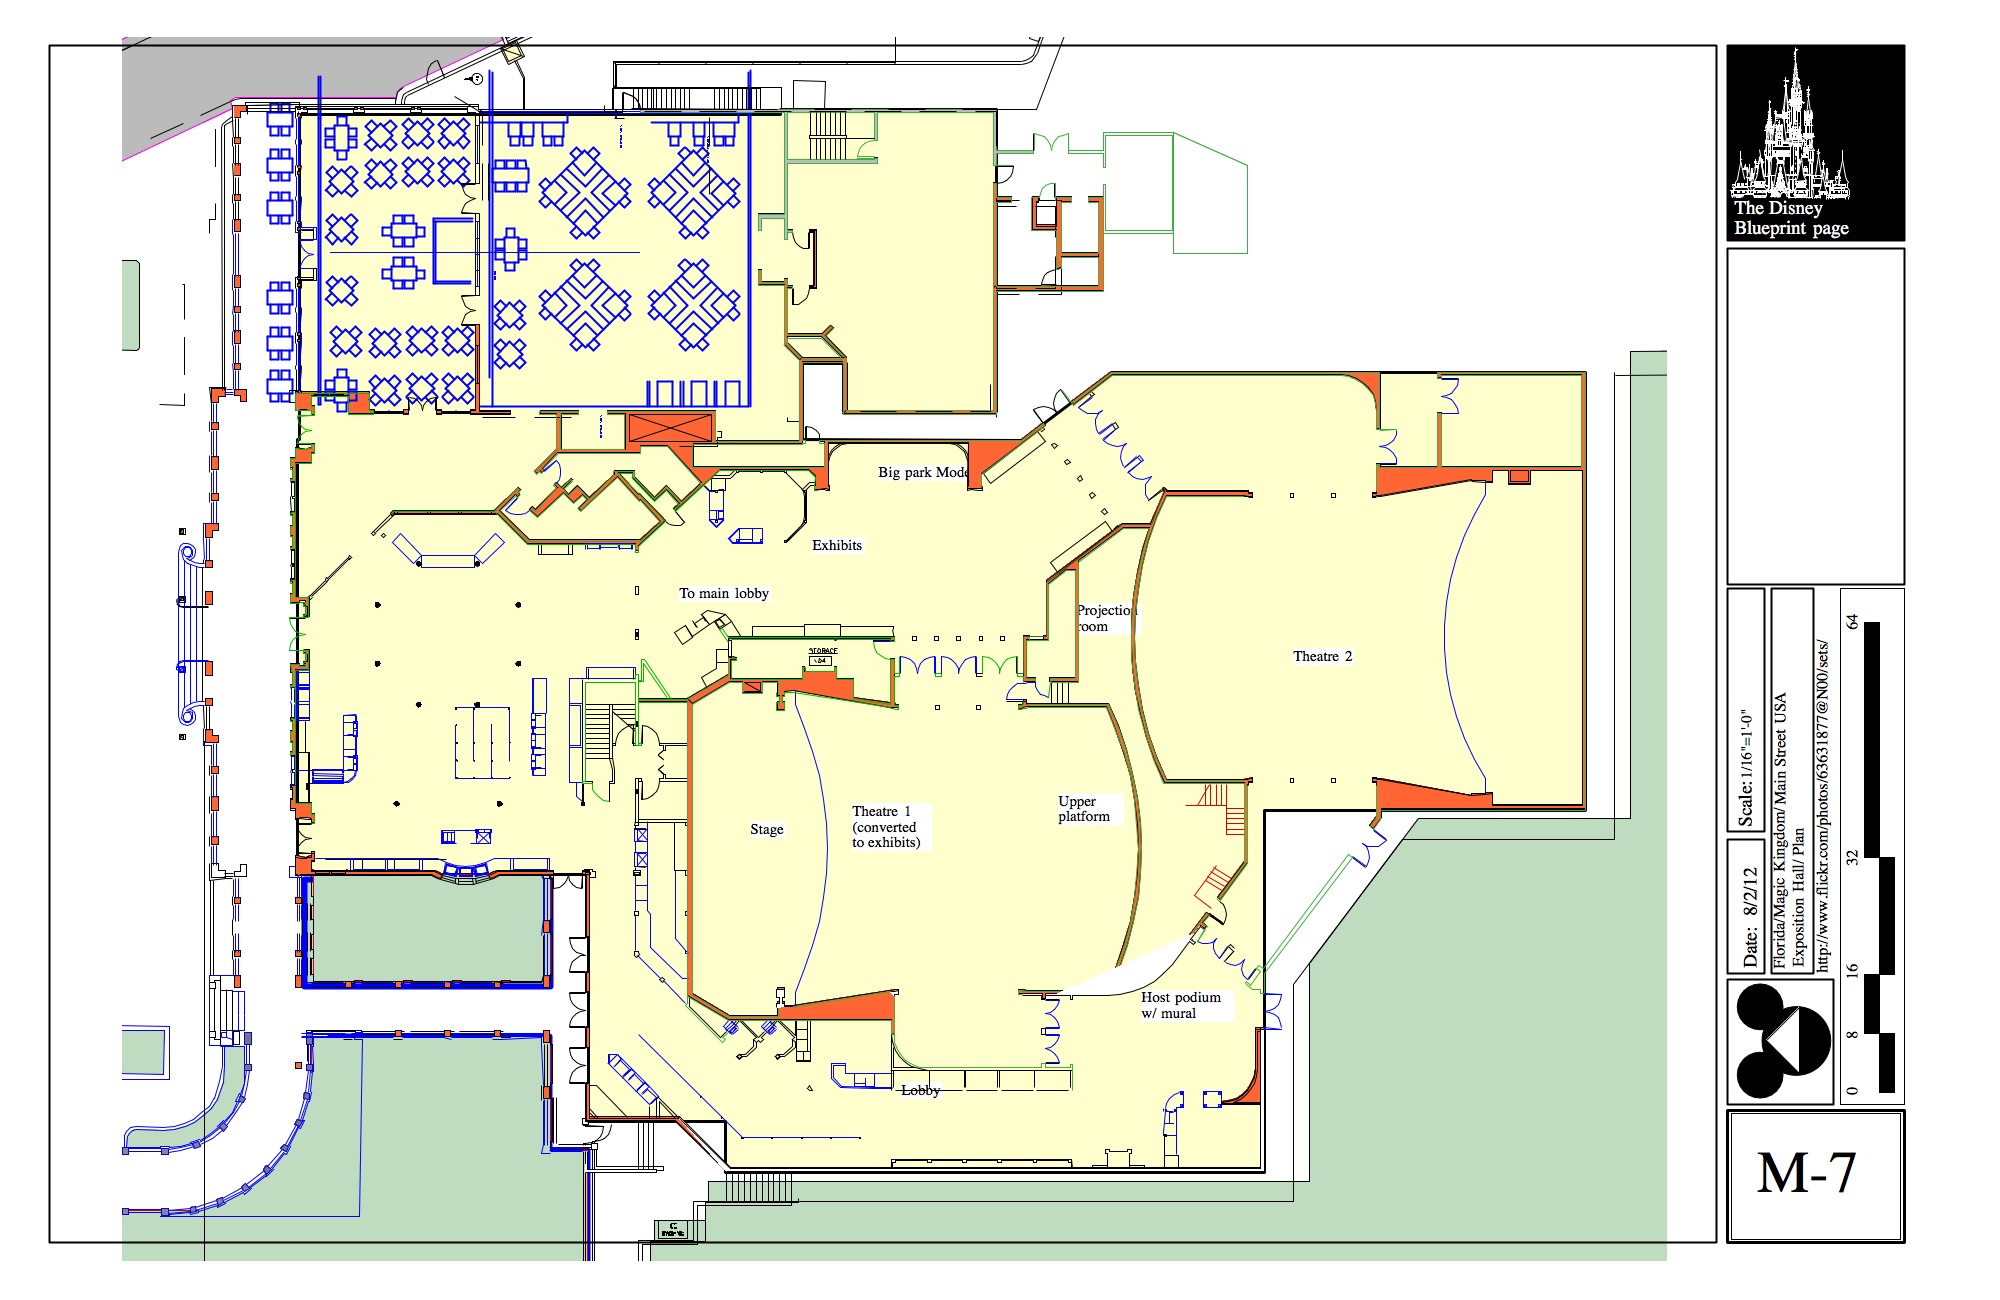 The Disney
Blueprint page
Big park Mode
Exhibits
To main lobby
Projection
room
STORAGE
Theatre 2
Theatre 1
(converted
to exhibits)
Stage
Upper
platform
Host podium
w/ mural
Lobby
Scale: 1/16"=1'-0"
Date: 8/2/12
Florida/Magic Kingdom/Main Street USA
Exposition Hall/ Plan
http://www.flickr.com/photos/63631877@N00/sets/
64
32
16
8
0
M-7